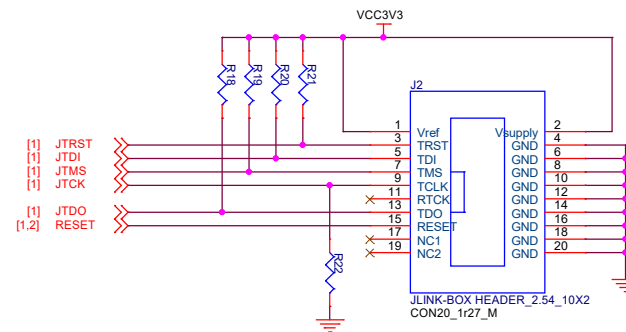 VCC3V3
R18
R19
R20
R21
J2
1 Vref Vsupply 2
[1] JTRST 3 TRST GND 4
[1] JTDI 5 TDI GND 6
[1] JTMS 7 TMS GND 8
[1] JTCK 9 TCLK GND 10
11 RTCK GND 12
[1] JTDO 13 TDO GND 14
[1,2] RESET 15 RESET GND 16
17 NC1 GND 18
19 NC2 GND 20
R22
JLINK-BOX HEADER_2.54_10X2
CON20_1r27_M